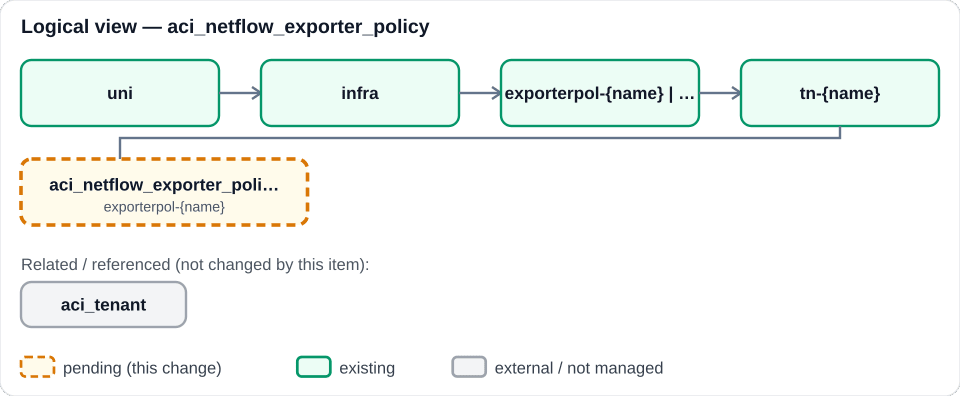 Logical view — aci_netflow_exporter_policy
uni
infra
exporterpol-{name} | …
tn-{name}
aci_netflow_exporter_poli…
exporterpol-{name}
Related / referenced (not changed by this item):
aci_tenant
pending (this change)
existing
external / not managed